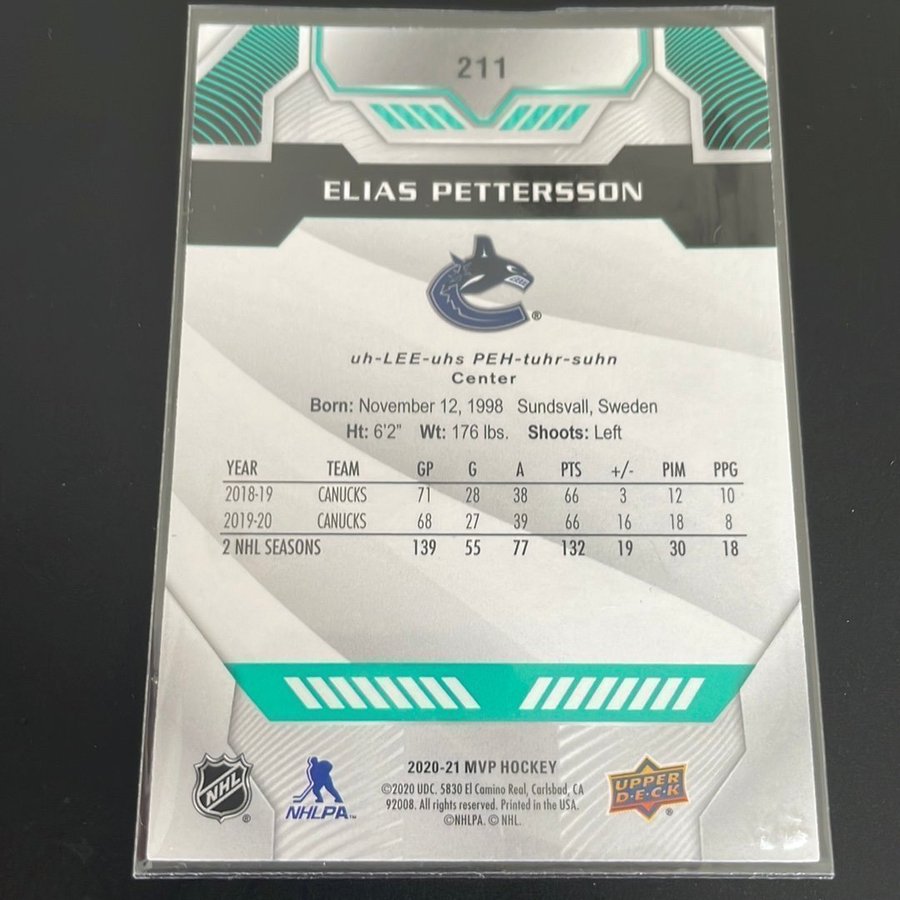 211
ELIAS PETTERSSON
®
uh-LEE-uhs PEH-tuhr-suhn
Center
Born: November 12, 1998 Sundsvall, Sweden
Ht: 6'2" Wt: 176 lbs. Shoots: Left
YEAR TEAM GP G A PTS +/- PIM PPG
2018-19 CANUCKS 71 28 38 66 3 12 10
2019-20 CANUCKS 68 27 39 66 16 18 8
2 NHL SEASONS 139 55 77 132 19 30 18
NHL ®
NHLPA™
2020-21 MVP HOCKEY
©2020 UDC. 5830 El Camino Real, Carlsbad, CA
92008. All rights reserved. Printed in the USA.
©NHLPA. © NHL.
UPPER
D·E·C·K ®